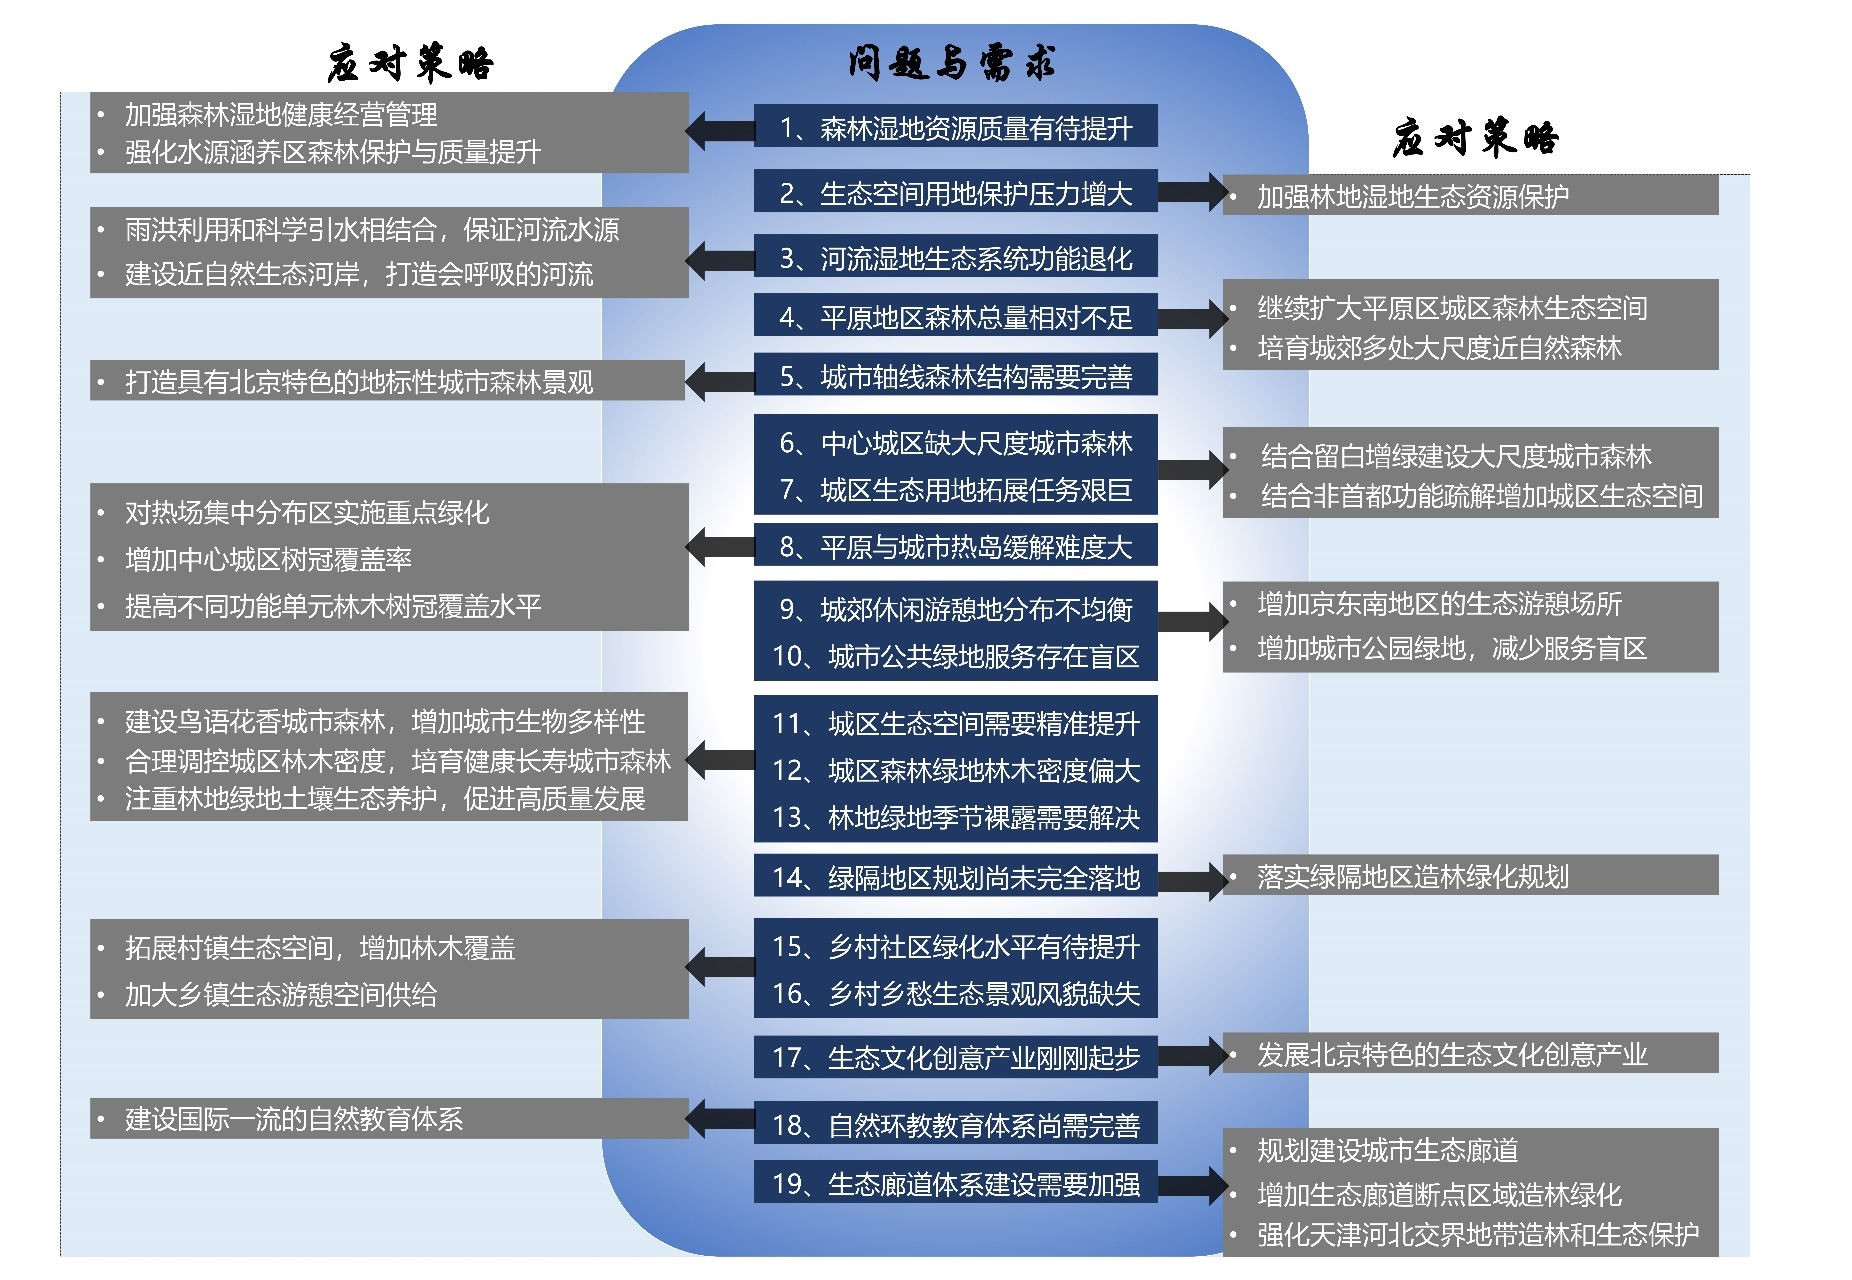 应对策略
• 加强森林湿地健康经营管理
• 强化水源涵养区森林保护与质量提升
• 雨洪利用和科学引水相结合，保证河流水源
• 建设近自然生态河岸，打造会呼吸的河流
• 打造具有北京特色的地标性城市森林景观
• 对热场集中分布区实施重点绿化
• 增加中心城区树冠覆盖率
• 提高不同功能单元林木树冠覆盖水平
• 建设鸟语花香城市森林，增加城市生物多样性
• 合理调控城区林木密度，培育健康长寿城市森林
• 注重林地绿地土壤生态养护，促进高质量发展
• 拓展村镇生态空间，增加林木覆盖
• 加大乡镇生态游憩空间供给
• 建设国际一流的自然教育体系
问题与需求
1、森林湿地资源质量有待提升
2、生态空间用地保护压力增大
3、河流湿地生态系统功能退化
4、平原地区森林总量相对不足
5、城市轴线森林结构需要完善
6、中心城区缺大尺度城市森林
7、城区生态用地拓展任务艰巨
8、平原与城市热岛缓解难度大
9、城郊休闲游憩地分布不均衡
10、城市公共绿地服务存在盲区
11、城区生态空间需要精准提升
12、城区森林绿地林木密度偏大
13、林地绿地季节裸露需要解决
14、绿隔地区规划尚未完全落地
15、乡村社区绿化水平有待提升
16、乡村乡愁生态景观风貌缺失
17、生态文化创意产业刚刚起步
18、自然环教教育体系尚需完善
19、生态廊道体系建设需要加强
应对策略
• 加强林地湿地生态资源保护
• 继续扩大平原区城区森林生态空间
• 培育城郊多处大尺度近自然森林
• 结合留白增绿建设大尺度城市森林
• 结合非首都功能疏解增加城区生态空间
• 增加京东南地区的生态游憩场所
• 增加城市公园绿地，减少服务盲区
• 落实绿隔地区造林绿化规划
• 发展北京特色的生态文化创意产业
• 规划建设城市生态廊道
• 增加生态廊道断点区域造林绿化
• 强化天津河北交界地带造林和生态保护